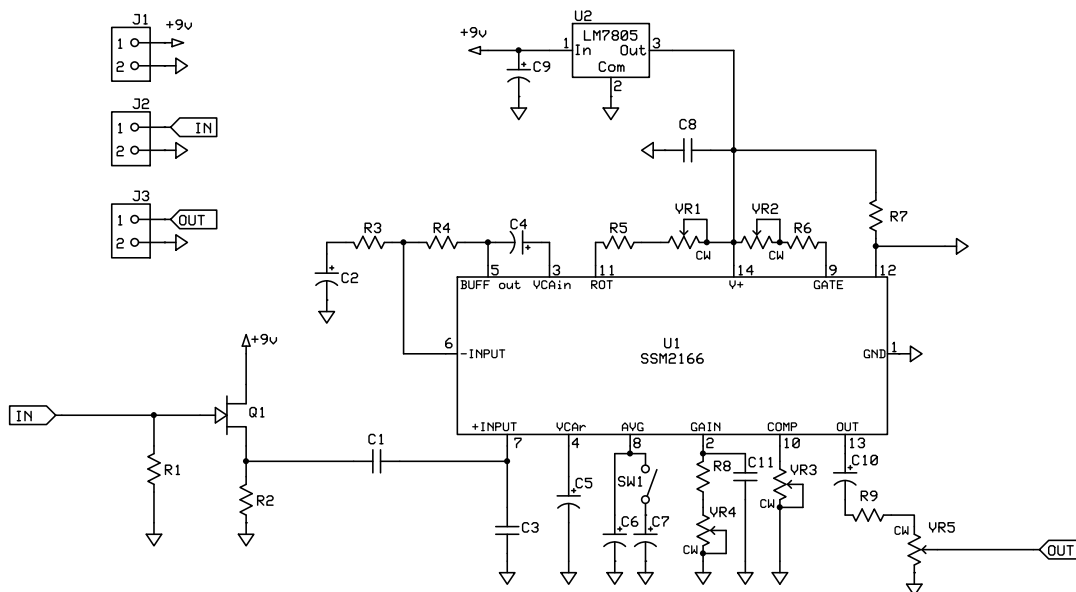 J1
1
+9v
2
J2
1
IN
2
J3
1
OUT
2
U2
+9v
1
LM7805
In
Out
Com
3
2
C9
C8
R7
R3
R4
C4
R5
VR1
CW
VR2
CW
R6
C2
5
3
11
14
9
12
BUFF out
VCAin
ROT
V+
GATE
6
-INPUT
U1
SSM2166
GND
1
+9v
IN
Q1
R1
R2
C1
+INPUT
VCAr
AVG
GAIN
COMP
OUT
7
4
8
2
10
13
C3
C5
SW1
C6
C7
R8
C11
VR4
CW
VR3
CW
C10
R9
CW
VR5
OUT